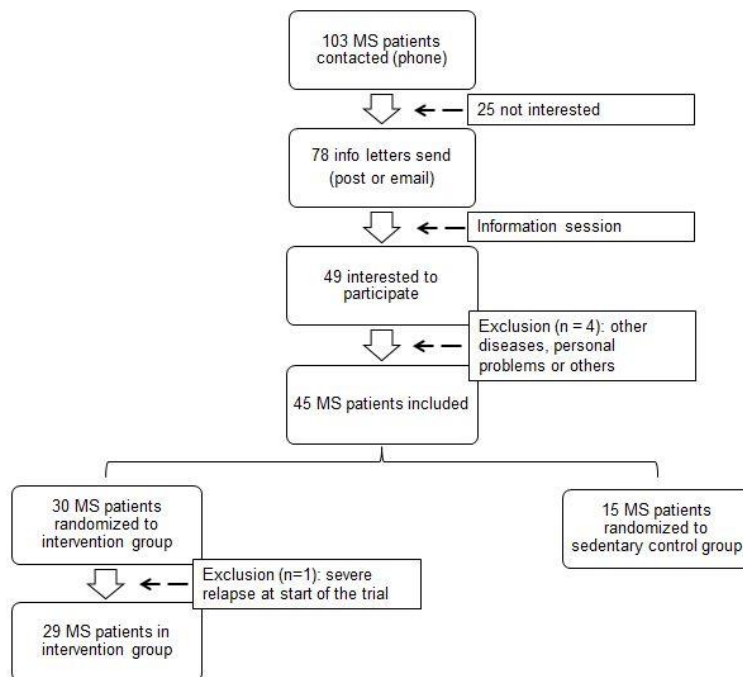 103 MS patients
contacted (phone)
25 not interested
78 info letters send
(post or email)
Information session
49 interested to
participate
Exclusion (n = 4): other
diseases, personal
problems or others
45 MS patients included
30 MS patients
randomized to
intervention group
15 MS patients
randomized to
sedentary control group
Exclusion (n=1): severe
relapse at start of the trial
29 MS patients in
intervention group